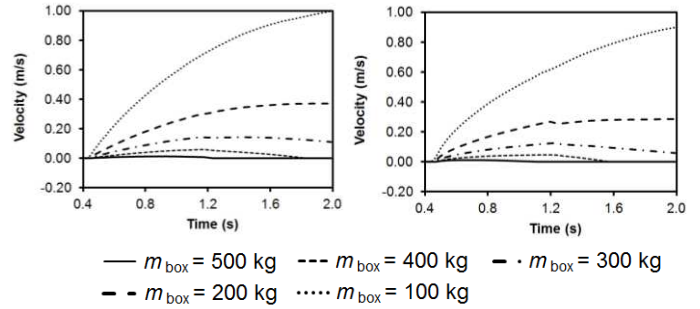 1.00
0.80
0.60
0.40
0.20
0.00
-0.20
Velocity (m/s)
0.4 0.8 1.2 1.6 2.0
Time (s)
1.00
0.80
0.60
0.40
0.20
0.00
-0.20
Velocity (m/s)
0.4 0.8 1.2 1.6 2.0
Time (s)
m box = 500 kg m box = 400 kg m box = 300 kg
m box = 200 kg m box = 100 kg